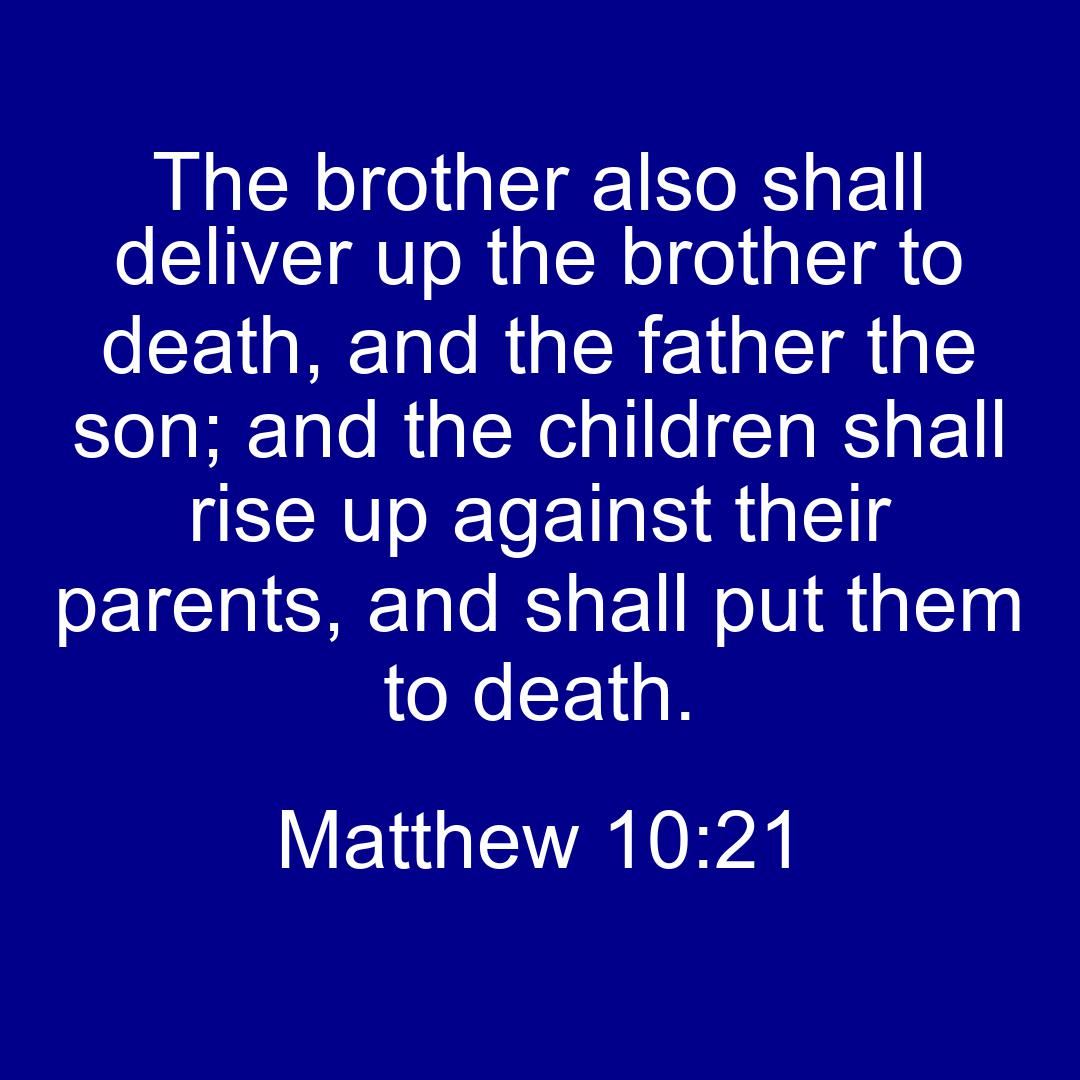 The brother also shall
deliver up the brother to
death, and the father the
son; and the children shall
rise up against their
parents, and shall put them
to death.
Matthew 10:21